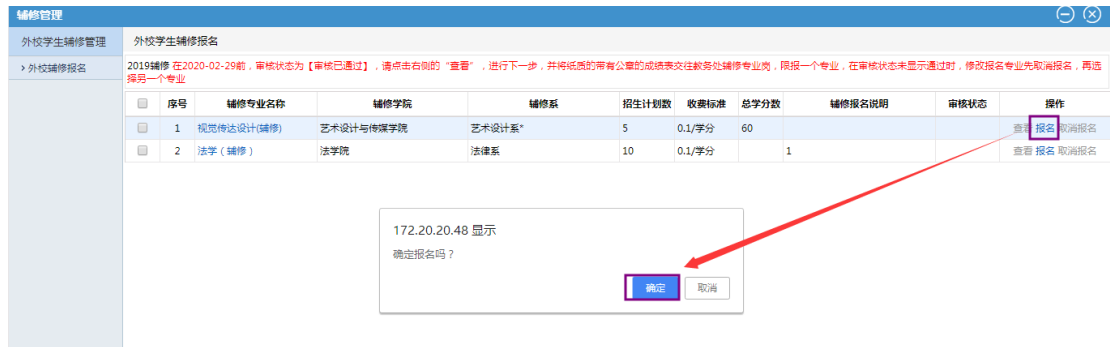 辅修管理
外校学生辅修管理
外校学生辅修报名
›外校辅修报名
2019辅修 在2020-02-29前，审核状态为【审核已通过】，请点击右侧的“查看”，进行下一步，并将纸质的带有公章的成绩表交往教务处辅修专业岗，限报一个专业，在审核状态未显示通过时，修改报名专业先取消报名，再选
择另一个专业
序号 辅修专业名称 辅修学院 辅修系 招生计划数 收费标准 总学分数 辅修报名说明 审核状态 操作
1 视觉传达设计(辅修) 艺术设计与传媒学院 艺术设计系* 5 0.1/学分 60 查看 报名 取消报名
2 法学（辅修） 法学院 法律系 10 0.1/学分 1 查看 报名 取消报名
172.20.20.48 显示
确定报名吗？
确定 取消